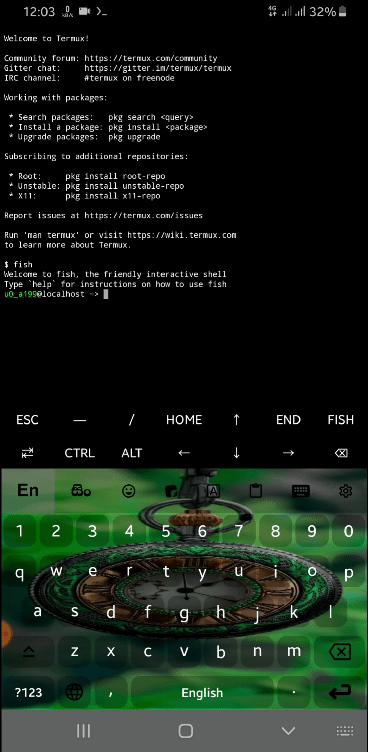 12:03 0 KB/s >_ 4G 32%
Welcome to Termux!
Community forum: https://termux.com/community
Gitter chat:     https://gitter.im/termux/termux
IRC channel:     #termux on freenode
Working with packages:
* Search packages:   pkg search <query>
* Install a package: pkg install <package>
* Upgrade packages:  pkg upgrade
Subscribing to additional repositories:
* Root:     pkg install root-repo
* Unstable: pkg install unstable-repo
* X11:      pkg install x11-repo
Report issues at https://termux.com/issues
Run 'man termux' or visit https://wiki.termux.com
to learn more about Termux.
$ fish
Welcome to fish, the friendly interactive shell
Type `help` for instructions on how to use fish
u0_a199@localhost ~>
ESC — / HOME ↑ END FISH
⇄ CTRL ALT ← ↓ → ⌫
En
1 2 3 4 5 6 7 8 9 0
q w e r t y u i o p
a s d f g h j k l
z x c v b n m
?123 , English .